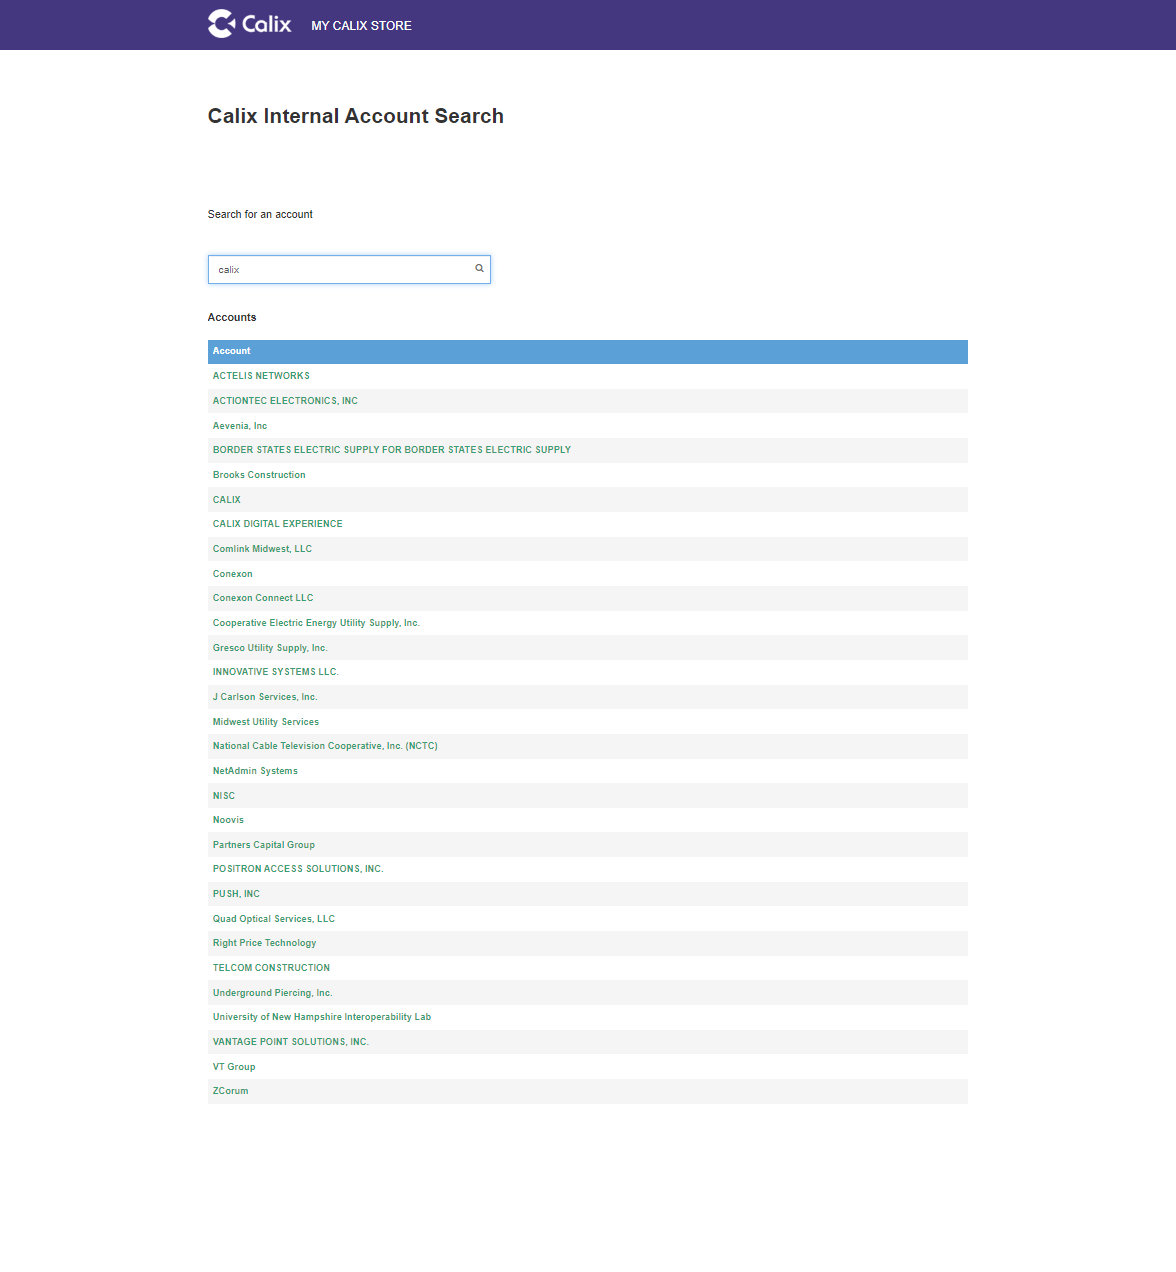 Calix MY CALIX STORE
Calix Internal Account Search
Search for an account
calix
Accounts
Account
ACTELIS NETWORKS
ACTIONTEC ELECTRONICS, INC
Aevenia, Inc
BORDER STATES ELECTRIC SUPPLY FOR BORDER STATES ELECTRIC SUPPLY
Brooks Construction
CALIX
CALIX DIGITAL EXPERIENCE
Comlink Midwest, LLC
Conexon
Conexon Connect LLC
Cooperative Electric Energy Utility Supply, Inc.
Gresco Utility Supply, Inc.
INNOVATIVE SYSTEMS LLC.
J Carlson Services, Inc.
Midwest Utility Services
National Cable Television Cooperative, Inc. (NCTC)
NetAdmin Systems
NISC
Noovis
Partners Capital Group
POSITRON ACCESS SOLUTIONS, INC.
PUSH, INC
Quad Optical Services, LLC
Right Price Technology
TELCOM CONSTRUCTION
Underground Piercing, Inc.
University of New Hampshire Interoperability Lab
VANTAGE POINT SOLUTIONS, INC.
VT Group
ZCorum